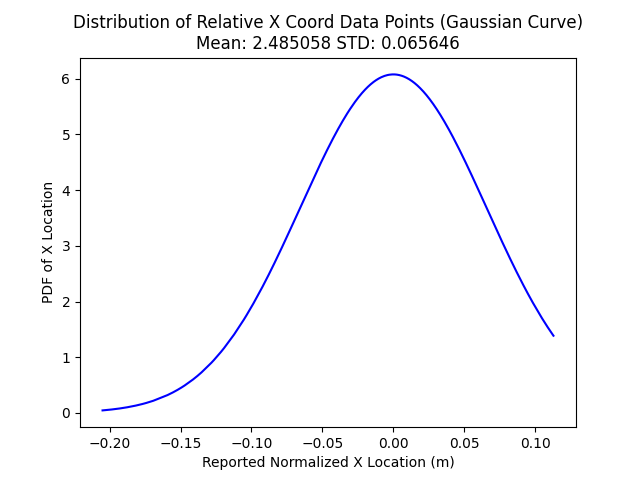 Distribution of Relative X Coord Data Points (Gaussian Curve)
Mean: 2.485058 STD: 0.065646
6
5
4
3
2
1
0
PDF of X Location
−0.20 −0.15 −0.10 −0.05 0.00 0.05 0.10
Reported Normalized X Location (m)